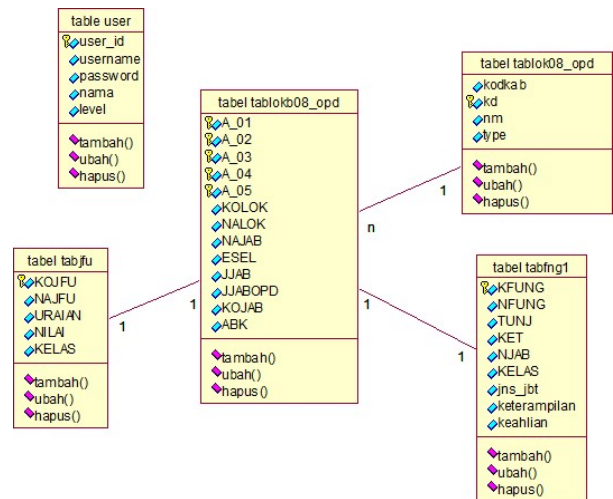 table user
user_id
username
password
nama
level
tambah()
ubah()
hapus()
tabel tablokb08_opd
A_01
A_02
A_03
A_04
A_05
KOLOK
NALOK
NAJAB
ESEL
JJAB
JJABOPD
KOJAB
ABK
tambah()
ubah()
hapus()
tabel tablok08_opd
kodkab
kd
nm
type
tambah()
ubah()
hapus()
tabel tabjfu
KOJFU
NAJFU
URAIAN
NILAI
KELAS
tambah()
ubah()
hapus()
tabel tabfng1
KFUNG
NFUNG
TUNJ
KET
NJAB
KELAS
jns_jbt
keterampilan
keahlian
tambah()
ubah()
hapus()
n
1
1
1
1
1